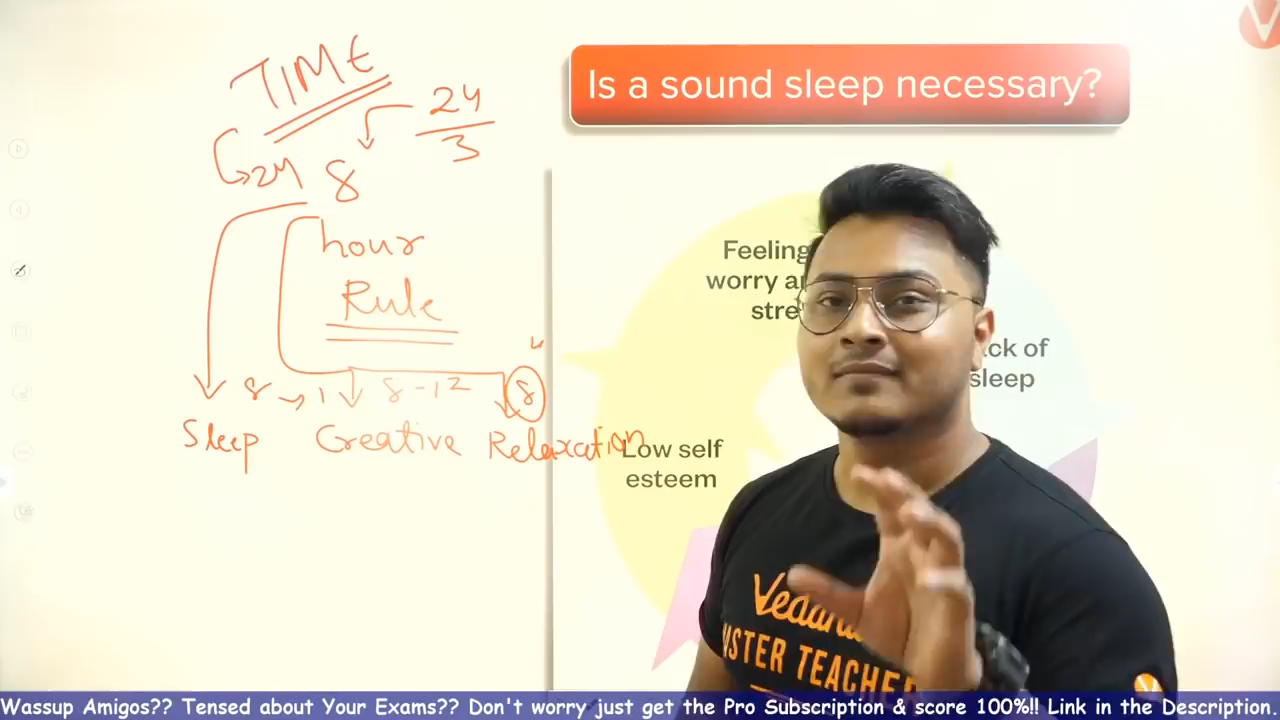 TIME
24
3
24 8
hour
Rule
8 → 1 8-12 8
Sleep Creative Relaxation
Is a sound sleep necessary?
Feeling
worry
stre
ck of
sleep
Low self
esteem
STER TEACHE
Wassup Amigos?? Tensed about Your Exams?? Don't worry just get the Pro Subscription & score 100%!! Link in the Description.